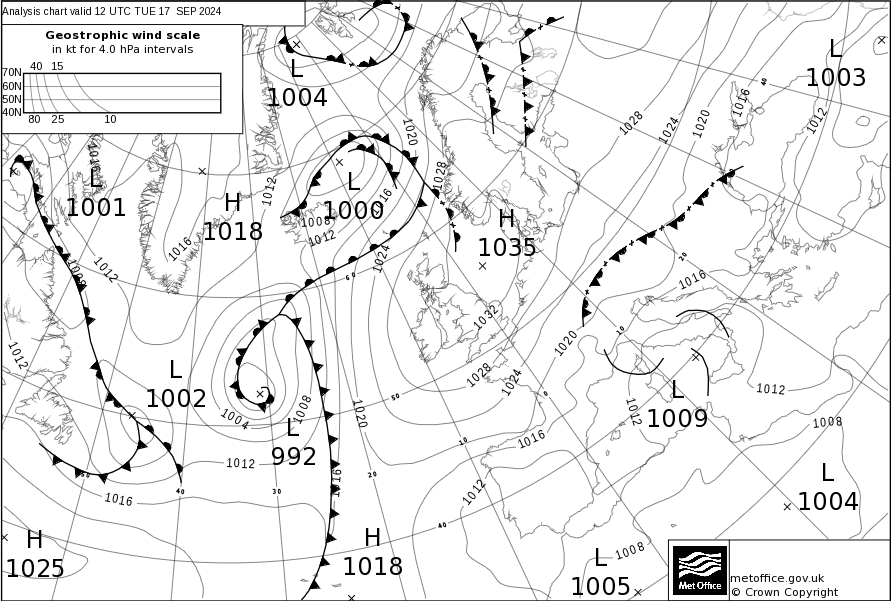 Analysis chart valid 12 UTC TUE 17 SEP 2024
Geostrophic wind scale
in kt for 4.0 hPa intervals
40 15
70N
60N
50N
40N
80 25 10
L
1004
L
1003
L
1001
H
1018
L
1000
H
1035
L
1002
L
992
L
1009
L
1004
H
1025
H
1018
L
1005
1016
1012
1008
1012
1016
1012
1008
1012
1016
1020
1028
1024
1028
1024
1020
1016
1012
1016
1032
1028
1024
1020
1016
1012
1012
1012
1008
1008
1004
1008
1012
1016
1016
1020
60
50
40
30
20
10
0
10
20
40
40
50
metoffice.gov.uk
© Crown Copyright
Met Office